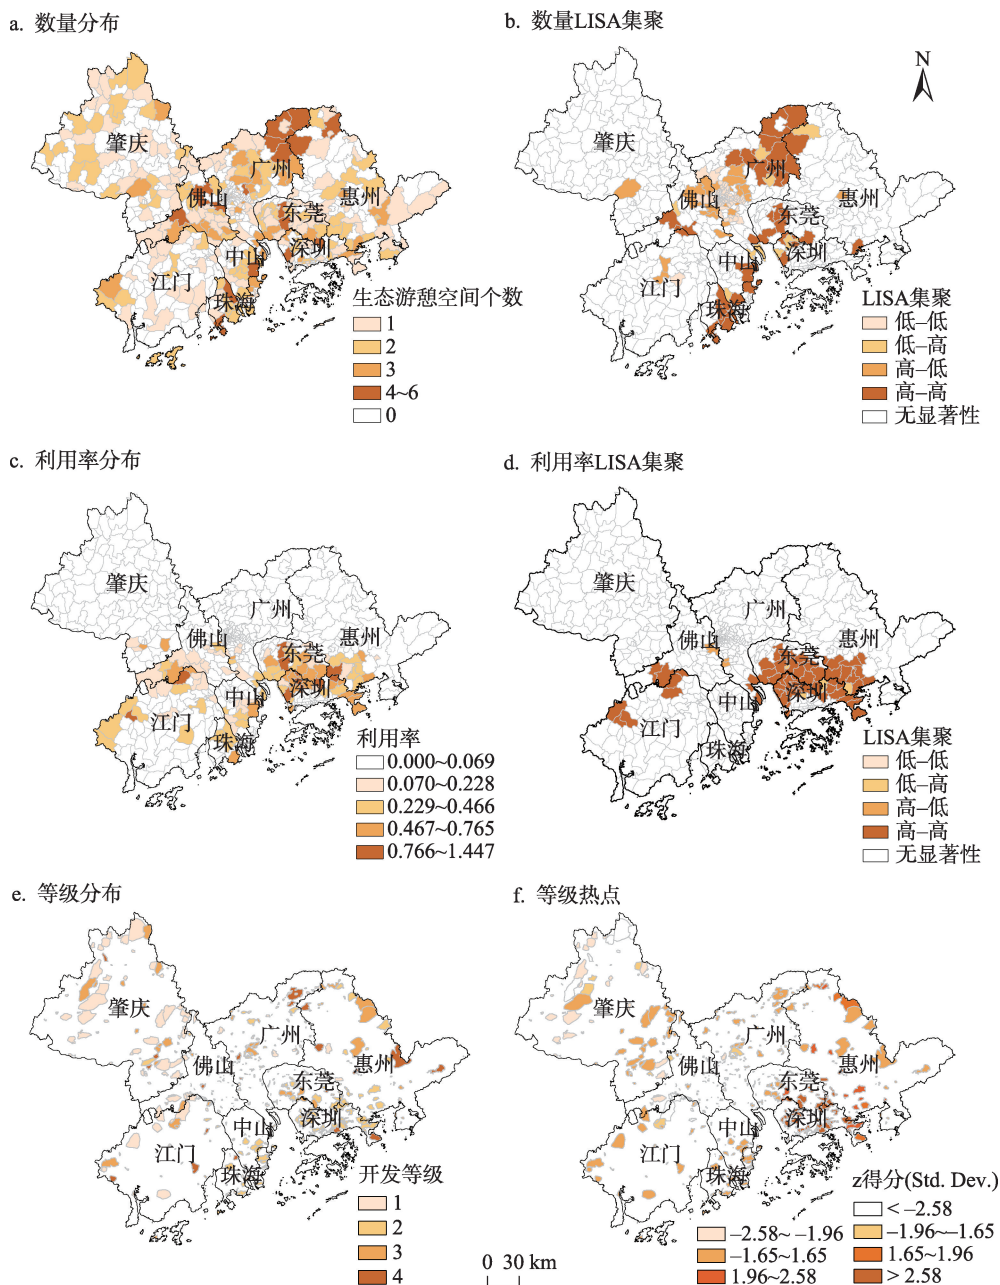 a. 数量分布
肇庆
广州
佛山
惠州
东莞
深圳
中山
江门
珠海
生态游憩空间个数
1
2
3
4~6
0
b. 数量LISA集聚
N
肇庆
广州
佛山
惠州
东莞
深圳
中山
江门
珠海
LISA集聚
低–低
低–高
高–低
高–高
无显著性
c. 利用率分布
肇庆
广州
佛山
惠州
东莞
深圳
中山
江门
珠海
利用率
0.000~0.069
0.070~0.228
0.229~0.466
0.467~0.765
0.766~1.447
d. 利用率LISA集聚
肇庆
广州
佛山
惠州
东莞
深圳
中山
江门
珠海
LISA集聚
低–低
低–高
高–低
高–高
无显著性
e. 等级分布
肇庆
广州
佛山
惠州
东莞
深圳
中山
江门
珠海
开发等级
1
2
3
4
f. 等级热点
肇庆
广州
佛山
惠州
东莞
深圳
中山
江门
珠海
z得分(Std. Dev.)
< –2.58
–2.58~ –1.96
–1.96~–1.65
–1.65~1.65
1.65~1.96
1.96~2.58
> 2.58
0 30 km